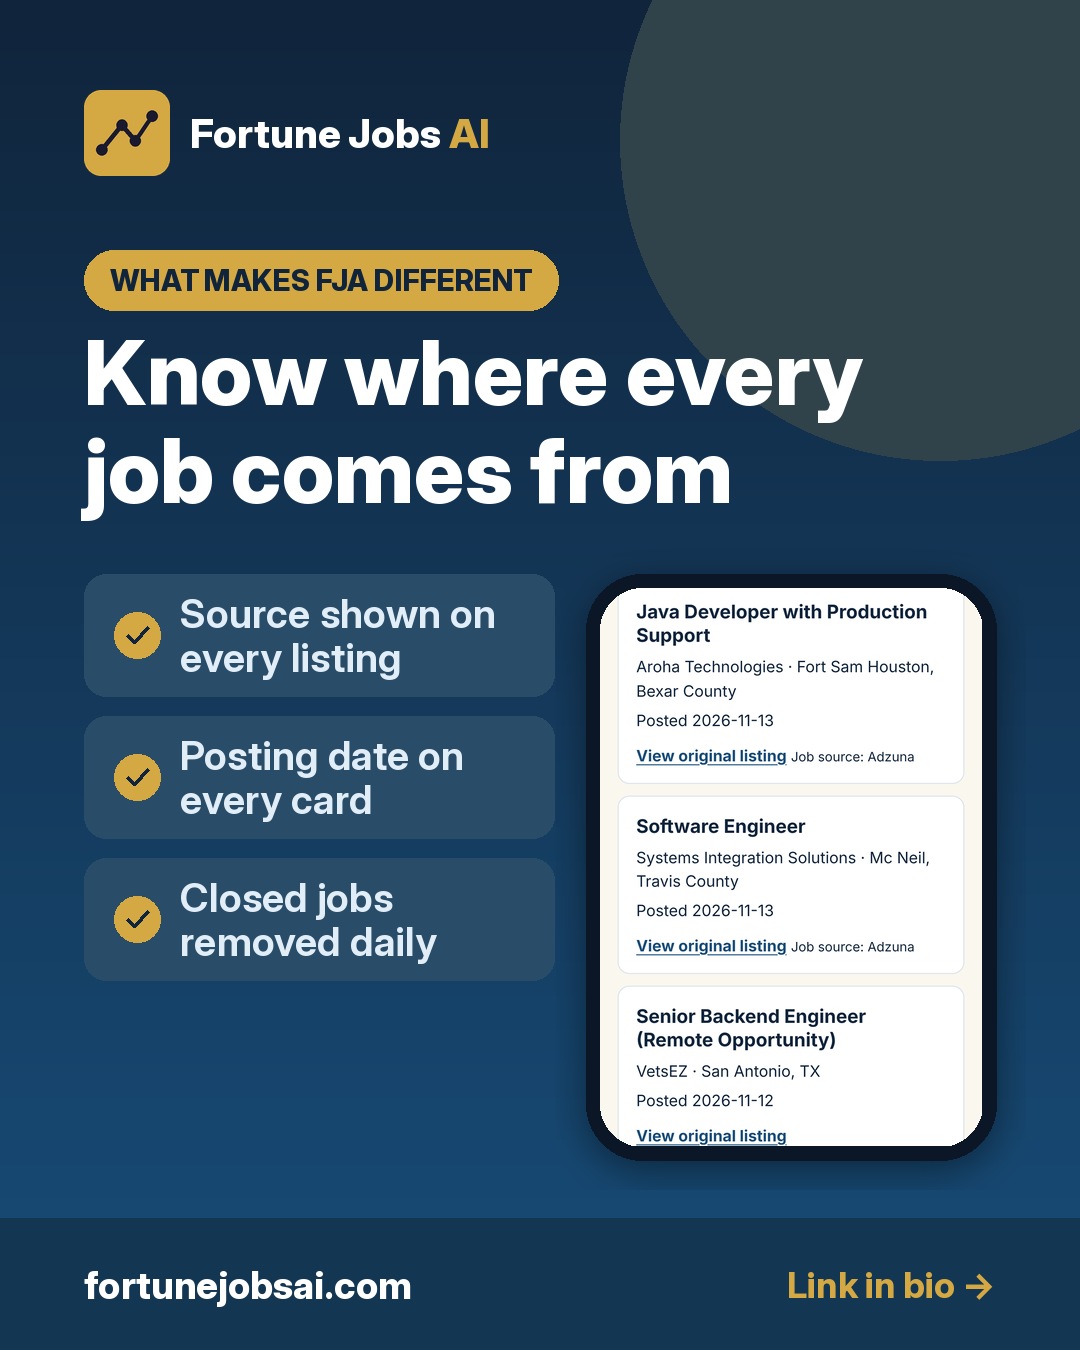 Fortune Jobs AI
WHAT MAKES FJA DIFFERENT
Know where every
job comes from
Source shown on
every listing
Posting date on
every card
Closed jobs
removed daily
Java Developer with Production
Support
Aroha Technologies · Fort Sam Houston,
Bexar County
Posted 2026-11-13
View original listing Job source: Adzuna
Software Engineer
Systems Integration Solutions · Mc Neil,
Travis County
Posted 2026-11-13
View original listing Job source: Adzuna
Senior Backend Engineer
(Remote Opportunity)
VetsEZ · San Antonio, TX
Posted 2026-11-12
View original listing
fortunejobsai.com
Link in bio →